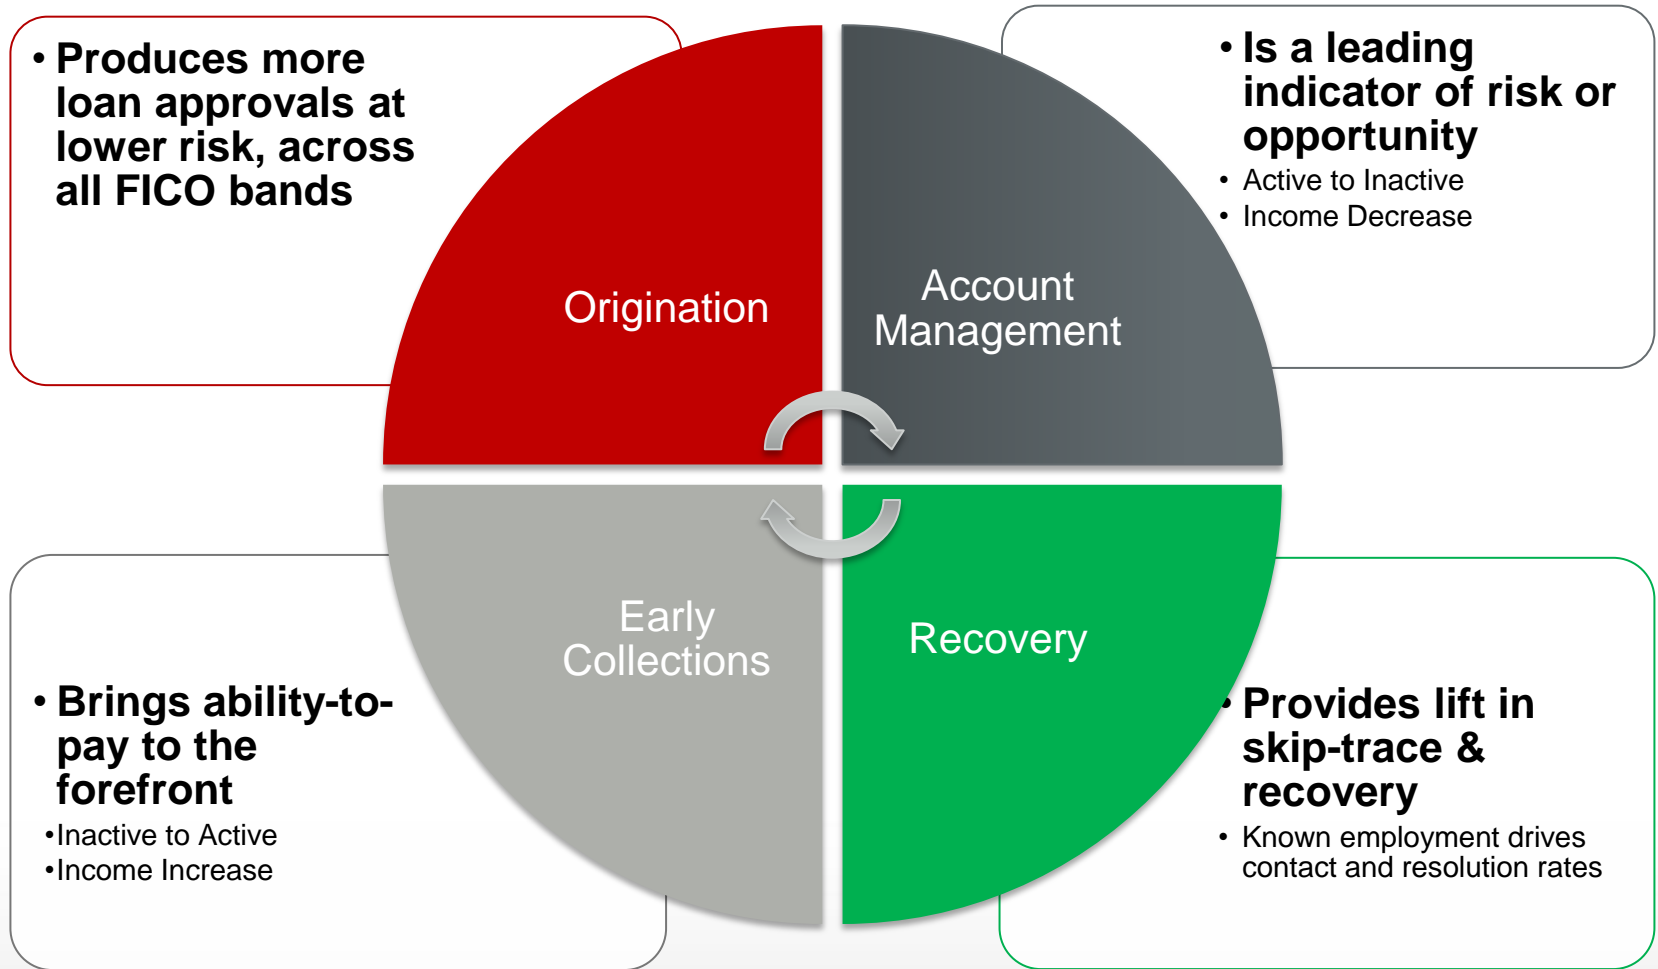 • Produces more
loan approvals at
lower risk, across
all FICO bands
Origination
• Is a leading
indicator of risk or
opportunity
• Active to Inactive
• Income Decrease
Account
Management
• Brings ability-to-
pay to the
forefront
•Inactive to Active
•Income Increase
Early
Collections
Recovery
• Provides lift in
skip-trace &
recovery
• Known employment drives
contact and resolution rates